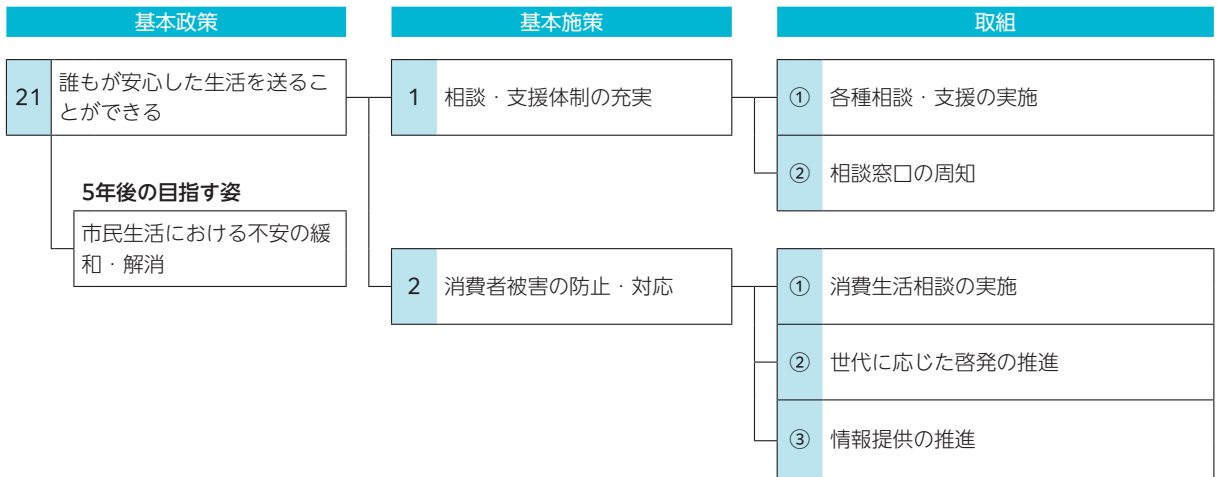 基本政策
基本施策
取組
21
誰もが安心した生活を送るこ
とができる
5年後の目指す姿
市民生活における不安の緩
和・解消
1
相談・支援体制の充実
① 各種相談・支援の実施
② 相談窓口の周知
2
消費者被害の防止・対応
① 消費生活相談の実施
② 世代に応じた啓発の推進
③ 情報提供の推進